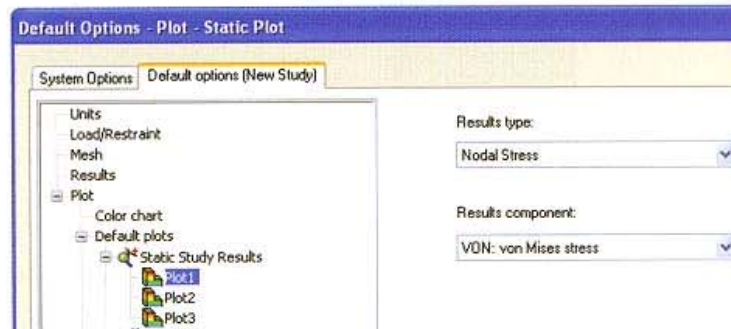 Default Options - Plot - Static Plot
System Options
Default options (New Study)
Units
Load/Restraint
Mesh
Results
Plot
Color chart
Default plots
Static Study Results
Plot1
Plot2
Plot3
Results type:
Nodal Stress
Results component:
VON: von Mises stress